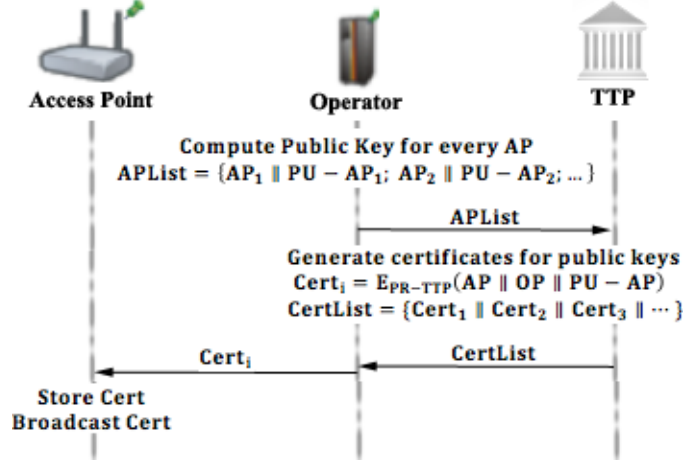 Access Point
Operator
TTP
Compute Public Key for every AP
APList = {AP₁ ∥ PU − AP₁; AP₂ ∥ PU − AP₂; … }
APList
Generate certificates for public keys
Certᵢ = E_PR−TTP(AP ∥ OP ∥ PU − AP)
CertList = {Cert₁ ∥ Cert₂ ∥ Cert₃ ∥ ⋯ }
Certᵢ
CertList
Store Cert
Broadcast Cert